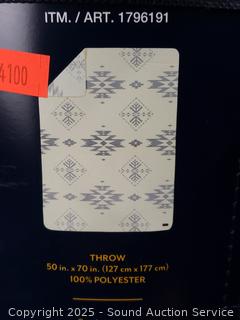 ITM. / ART. 1796191
4100
THROW
50 in. x 70 in. (127 cm x 177 cm)
100% POLYESTER
Copyright 2025 - Sound Auction Service